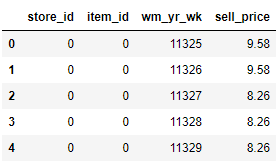 store_id item_id wm_yr_wk sell_price
0 0 0 11325 9.58
1 0 0 11326 9.58
2 0 0 11327 8.26
3 0 0 11328 8.26
4 0 0 11329 8.26